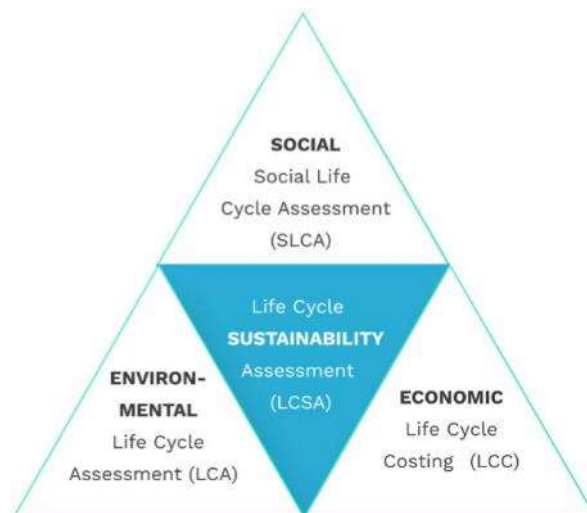 SOCIAL
Social Life
Cycle Assessment
(SLCA)
Life Cycle
SUSTAINABILITY
Assessment
(LCSA)
ENVIRON-
MENTAL
Life Cycle
Assessment (LCA)
ECONOMIC
Life Cycle
Costing (LCC)